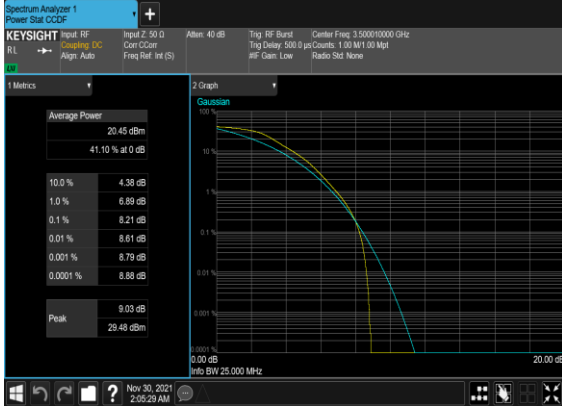 Spectrum Analyzer 1
Power Stat CCDF
+
KEYSIGHT
RL
Input: RF
Coupling: DC
Align: Auto
Input Z: 50 Ω
Corr CCorr
Freq Ref: Int (S)
Atten: 40 dB
Trig: RF Burst
Trig Delay: 500.0 µs
#IF Gain: Low
Center Freq: 3.500010000 GHz
Counts: 1.00 M/1.00 Mpt
Radio Std: None
1 Metrics
Average Power
20.45 dBm
41.10 % at 0 dB
10.0 % 4.38 dB
1.0 % 6.89 dB
0.1 % 8.21 dB
0.01 % 8.61 dB
0.001 % 8.79 dB
0.0001 % 8.88 dB
Peak
9.03 dB
29.48 dBm
2 Graph
Gaussian
100 %
10 %
1 %
0.1 %
0.01 %
0.001 %
0.0001 %
0.00 dB 20.00 dB
Info BW 25.000 MHz
?
Nov 30, 2021
2:05:29 AM